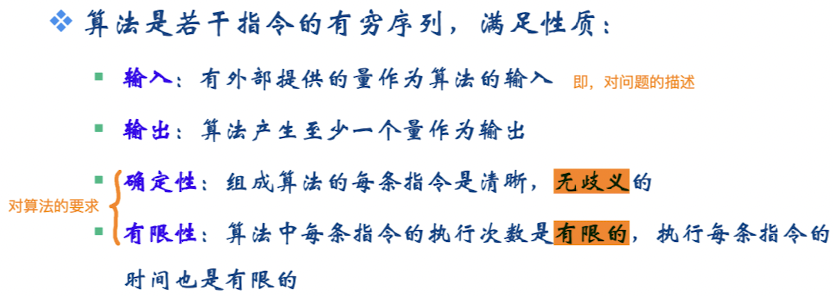 算法是若干指令的有穷序列，满足性质：
输入：有外部提供的量作为算法的输入 即，对问题的描述
输出：算法产生至少一个量作为输出
确定性：组成算法的每条指令是清晰，无歧义的
对算法的要求
有限性：算法中每条指令的执行次数是有限的，执行每条指令的
时间也是有限的